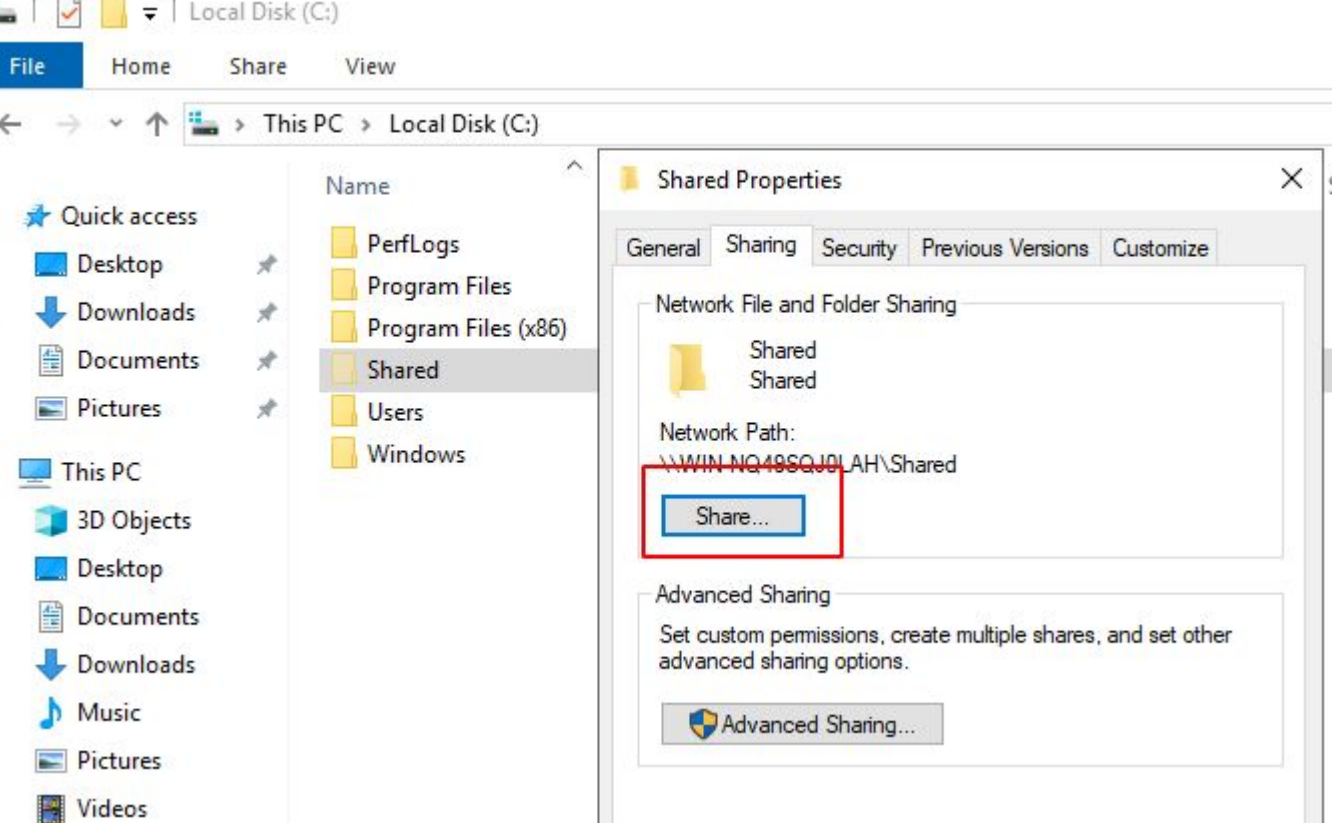 Local Disk (C:)
File Home Share View
This PC > Local Disk (C:)
Name
Quick access
Desktop
Downloads
Documents
Pictures
This PC
3D Objects
Desktop
Documents
Downloads
Music
Pictures
Videos
PerfLogs
Program Files
Program Files (x86)
Shared
Users
Windows
Shared Properties
General Sharing Security Previous Versions Customize
Network File and Folder Sharing
Shared
Shared
Network Path:
\\WIN-NQ49SQJ0LAH\Shared
Share...
Advanced Sharing
Set custom permissions, create multiple shares, and set other
advanced sharing options.
Advanced Sharing...